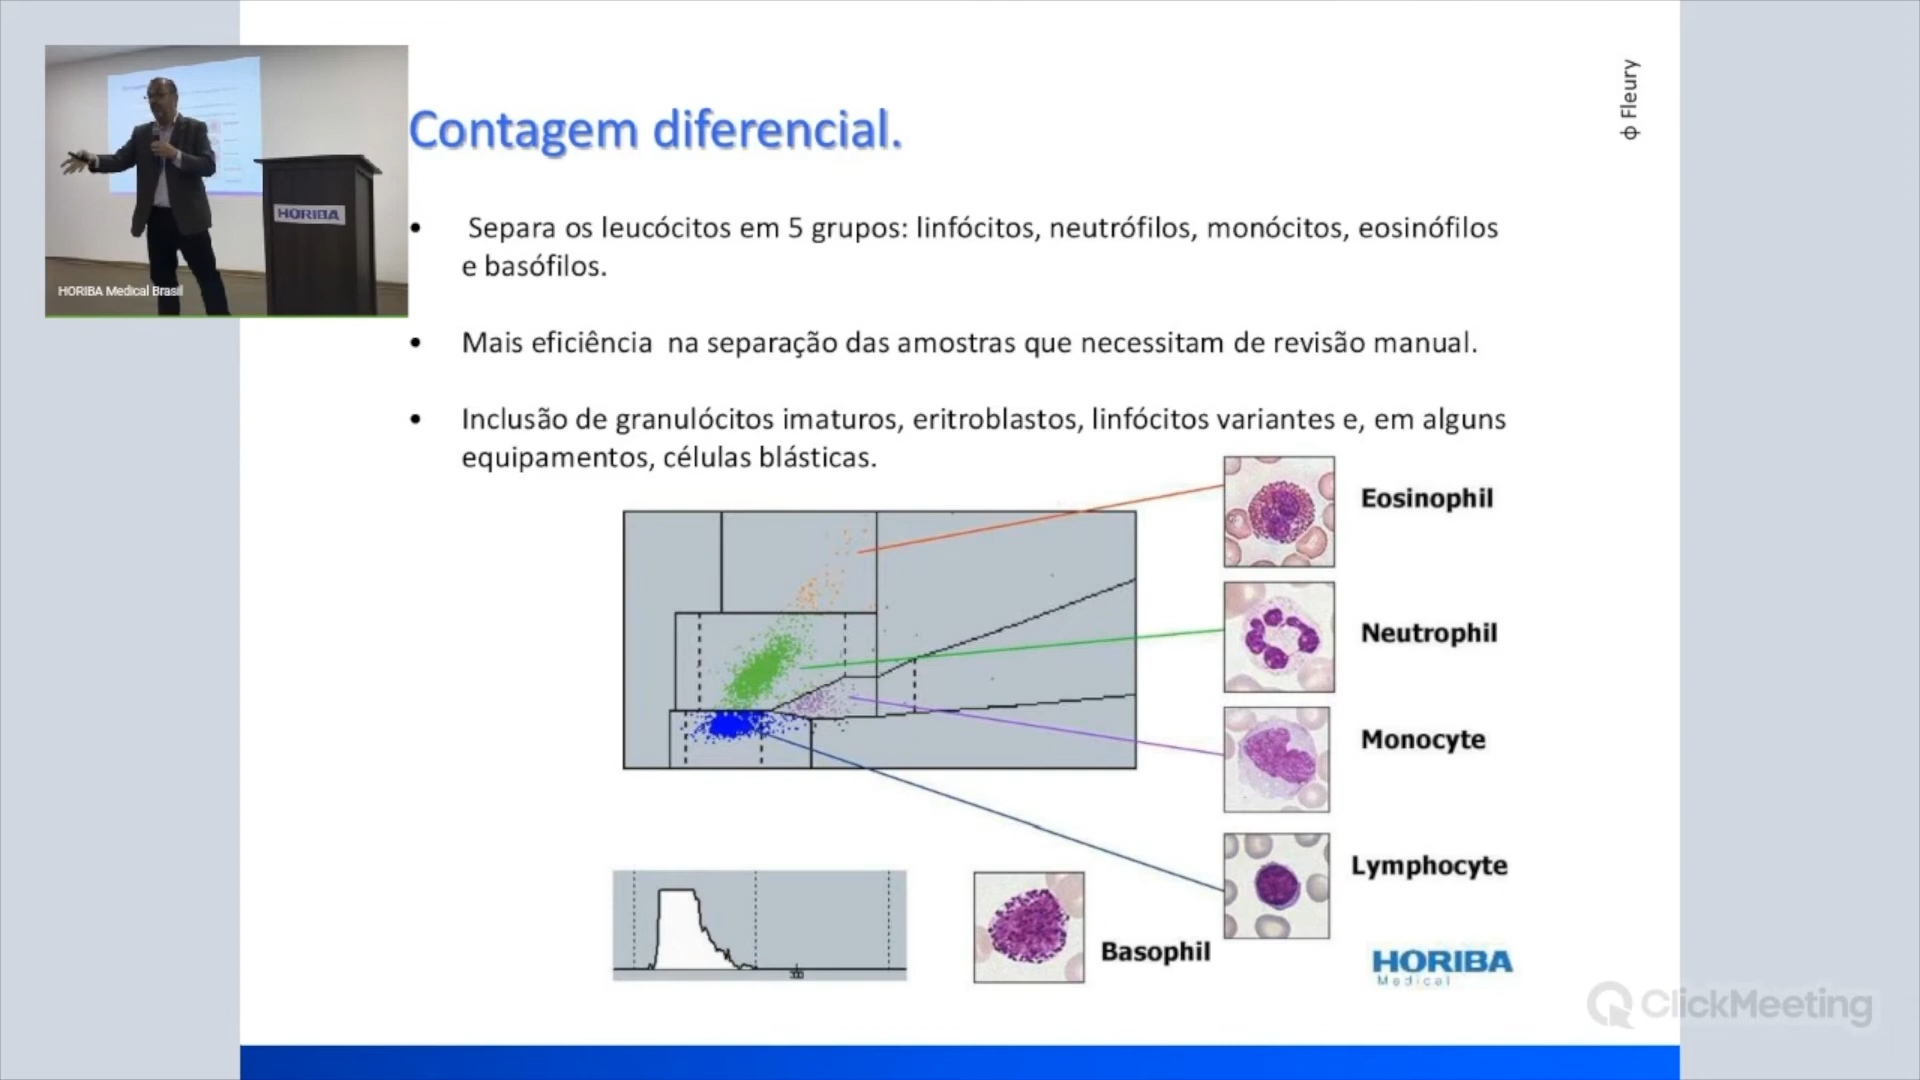 HORIBA
HORIBA Medical Brasil
ф Fleury
Contagem diferencial.
• Separa os leucócitos em 5 grupos: linfócitos, neutrófilos, monócitos, eosinófilos
e basófilos.
• Mais eficiência na separação das amostras que necessitam de revisão manual.
• Inclusão de granulócitos imaturos, eritroblastos, linfócitos variantes e, em alguns
equipamentos, células blásticas.
Eosinophil
Neutrophil
Monocyte
Lymphocyte
Basophil
HORIBA
Medical
ClickMeeting